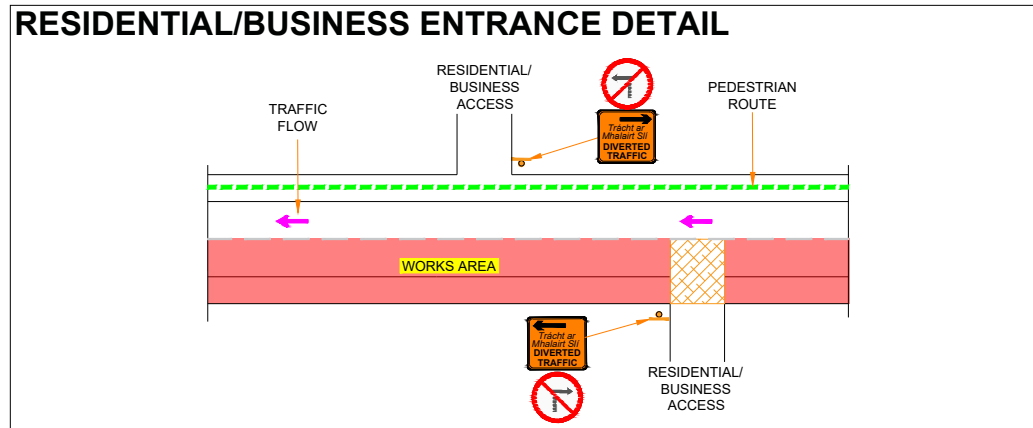 RESIDENTIAL/BUSINESS ENTRANCE DETAIL
RESIDENTIAL/
BUSINESS
ACCESS
PEDESTRIAN
ROUTE
TRAFFIC
FLOW
Trácht ar
Mhalairt Slí
DIVERTED
TRAFFIC
WORKS AREA
Trácht ar
Mhalairt Slí
DIVERTED
TRAFFIC
RESIDENTIAL/
BUSINESS
ACCESS